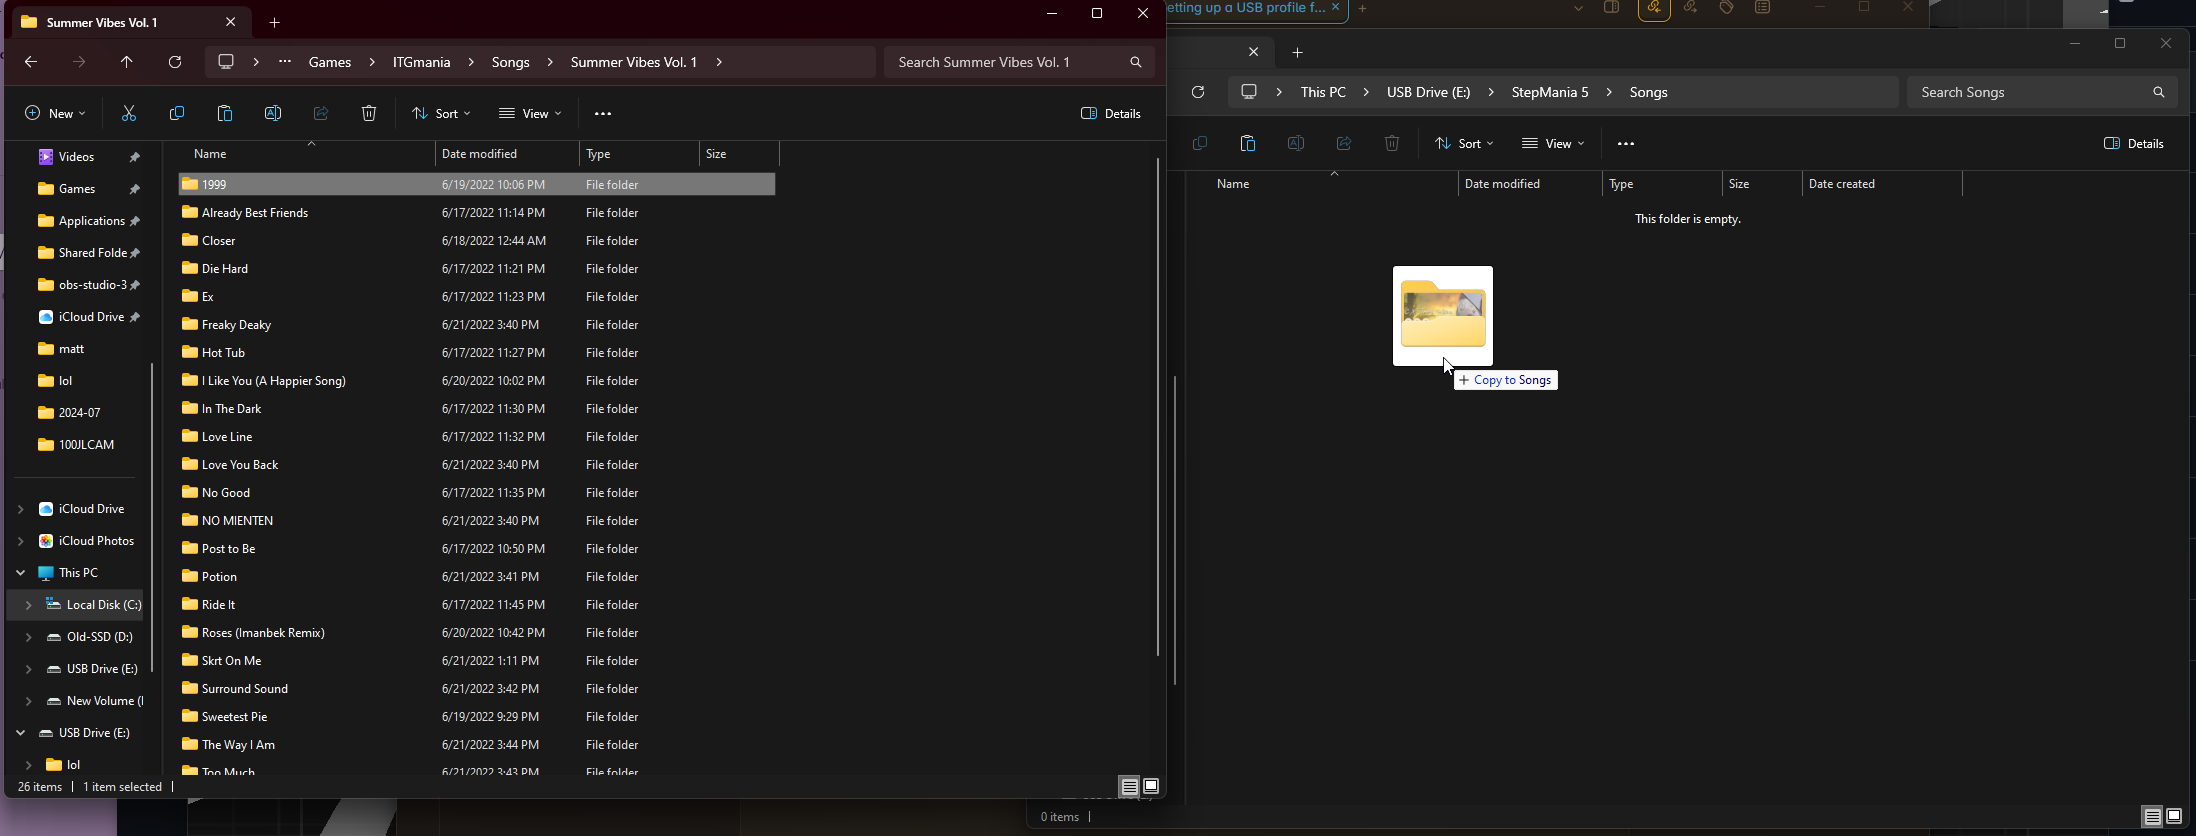 Summer Vibes Vol. 1
Games
ITGmania
Songs
Summer Vibes Vol. 1
Search Summer Vibes Vol. 1
New
Sort
View
Details
Videos
Games
Applications
Shared Folde
obs-studio-3
iCloud Drive
matt
lol
2024-07
100JLCAM
iCloud Drive
iCloud Photos
This PC
Local Disk (C:)
Old-SSD (D:)
USB Drive (E:)
New Volume (
USB Drive (E:)
lol
Name Date modified Type Size
1999 6/19/2022 10:06 PM File folder
Already Best Friends 6/17/2022 11:14 PM File folder
Closer 6/18/2022 12:44 AM File folder
Die Hard 6/17/2022 11:21 PM File folder
Ex 6/17/2022 11:23 PM File folder
Freaky Deaky 6/21/2022 3:40 PM File folder
Hot Tub 6/17/2022 11:27 PM File folder
I Like You (A Happier Song) 6/20/2022 10:02 PM File folder
In The Dark 6/17/2022 11:30 PM File folder
Love Line 6/17/2022 11:32 PM File folder
Love You Back 6/21/2022 3:40 PM File folder
No Good 6/17/2022 11:35 PM File folder
NO MIENTEN 6/21/2022 3:40 PM File folder
Post to Be 6/17/2022 10:50 PM File folder
Potion 6/21/2022 3:41 PM File folder
Ride It 6/17/2022 11:45 PM File folder
Roses (Imanbek Remix) 6/20/2022 10:42 PM File folder
Skrt On Me 6/21/2022 1:11 PM File folder
Surround Sound 6/21/2022 3:42 PM File folder
Sweetest Pie 6/19/2022 9:29 PM File folder
The Way I Am 6/21/2022 3:44 PM File folder
Too Much 6/21/2022 3:43 PM File folder
26 items 1 item selected
etting up a USB profile f...
This PC
USB Drive (E:)
StepMania 5
Songs
Search Songs
Sort
View
Details
Name Date modified Type Size Date created
This folder is empty.
+ Copy to Songs
0 items